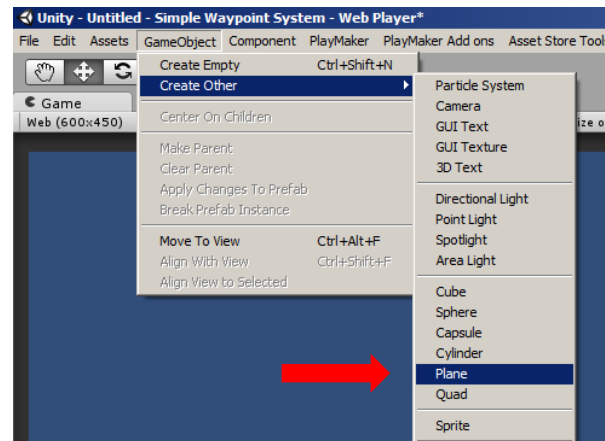 Unity - Untitled - Simple Waypoint System - Web Player*
File Edit Assets GameObject Component PlayMaker PlayMaker Add ons Asset Store Tool
Create Empty Ctrl+Shift+N
Create Other
Center On Children
Make Parent
Clear Parent
Apply Changes To Prefab
Break Prefab Instance
Move To View Ctrl+Alt+F
Align With View Ctrl+Shift+F
Align View to Selected
Game
Web (600x450)
ize o
Particle System
Camera
GUI Text
GUI Texture
3D Text
Directional Light
Point Light
Spotlight
Area Light
Cube
Sphere
Capsule
Cylinder
Plane
Quad
Sprite